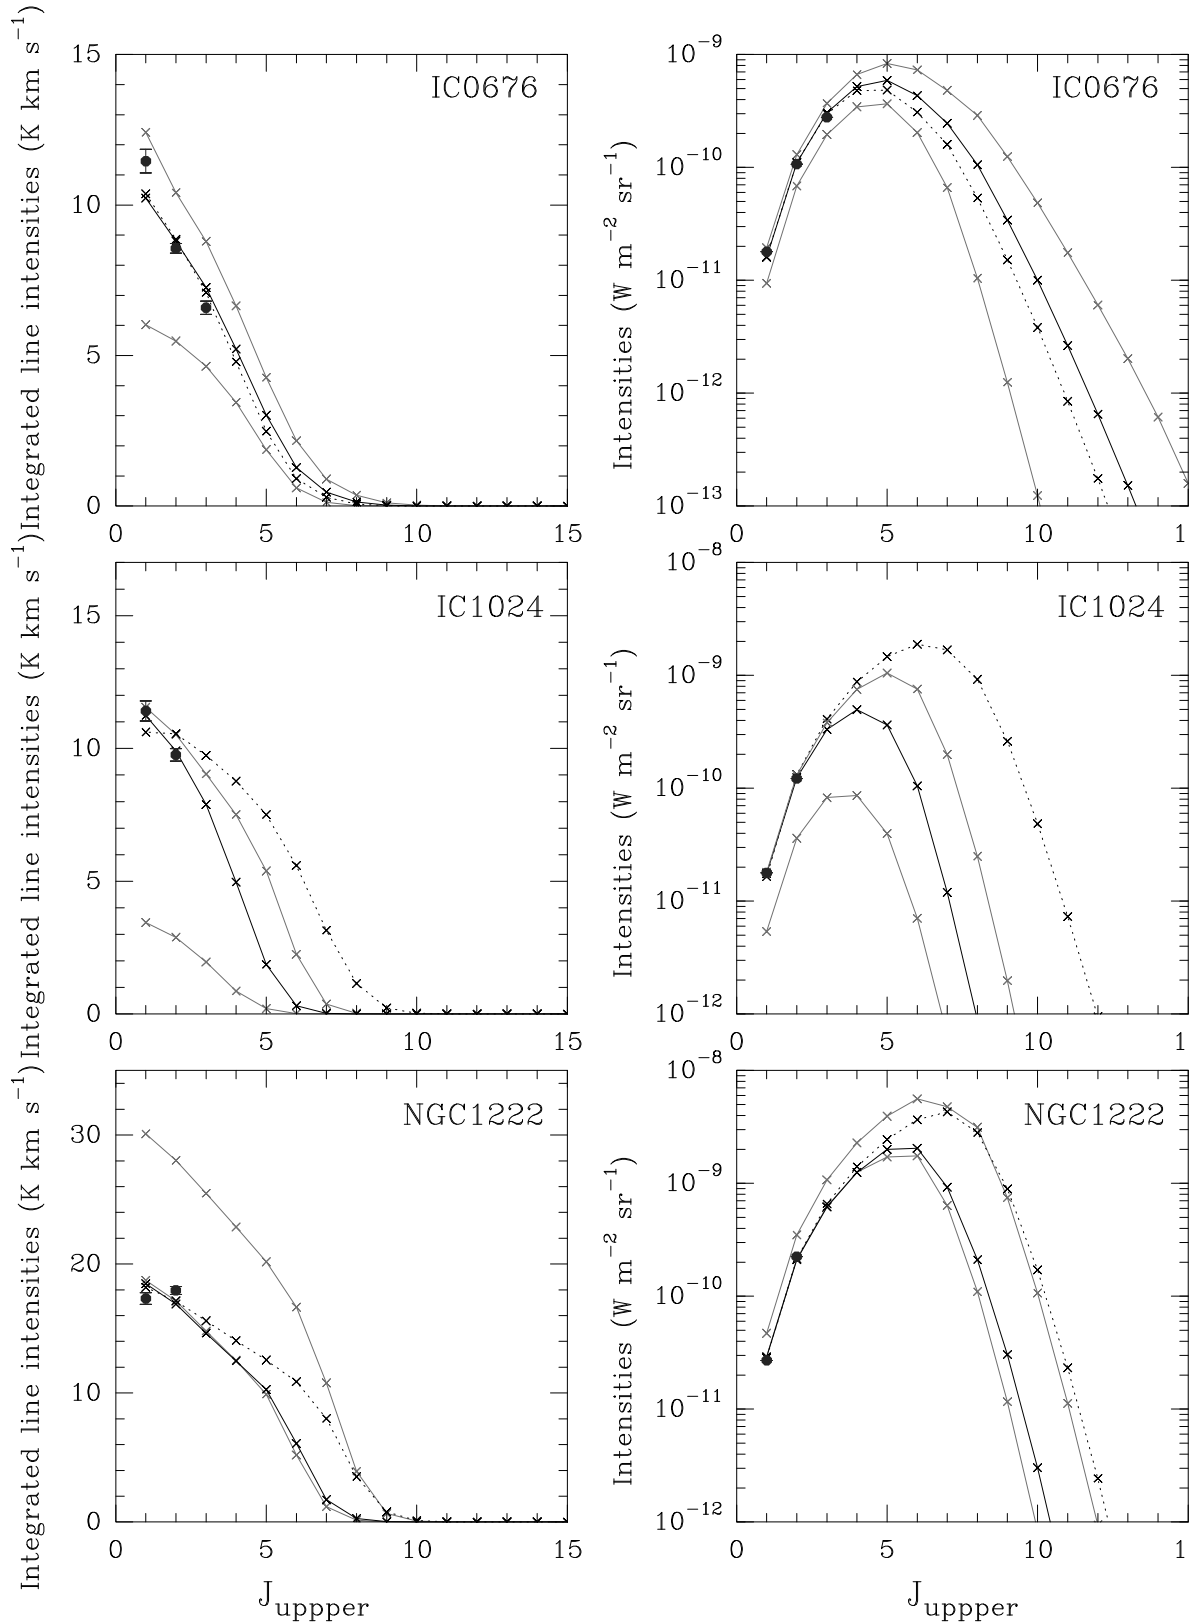 Integrated line intensities (K km s⁻¹)
IC0676
15
10
5
0
0 5 10 15
Intensities (W m⁻² sr⁻¹)
IC0676
10⁻⁹
10⁻¹⁰
10⁻¹¹
10⁻¹²
10⁻¹³
0 5 10 1
Integrated line intensities (K km s⁻¹)
IC1024
15
10
5
0
0 5 10 15
Intensities (W m⁻² sr⁻¹)
IC1024
10⁻⁸
10⁻⁹
10⁻¹⁰
10⁻¹¹
10⁻¹²
0 5 10 1
Integrated line intensities (K km s⁻¹)
NGC1222
30
20
10
0
0 5 10 15
J_uppper
Intensities (W m⁻² sr⁻¹)
NGC1222
10⁻⁸
10⁻⁹
10⁻¹⁰
10⁻¹¹
10⁻¹²
0 5 10 1
J_uppper